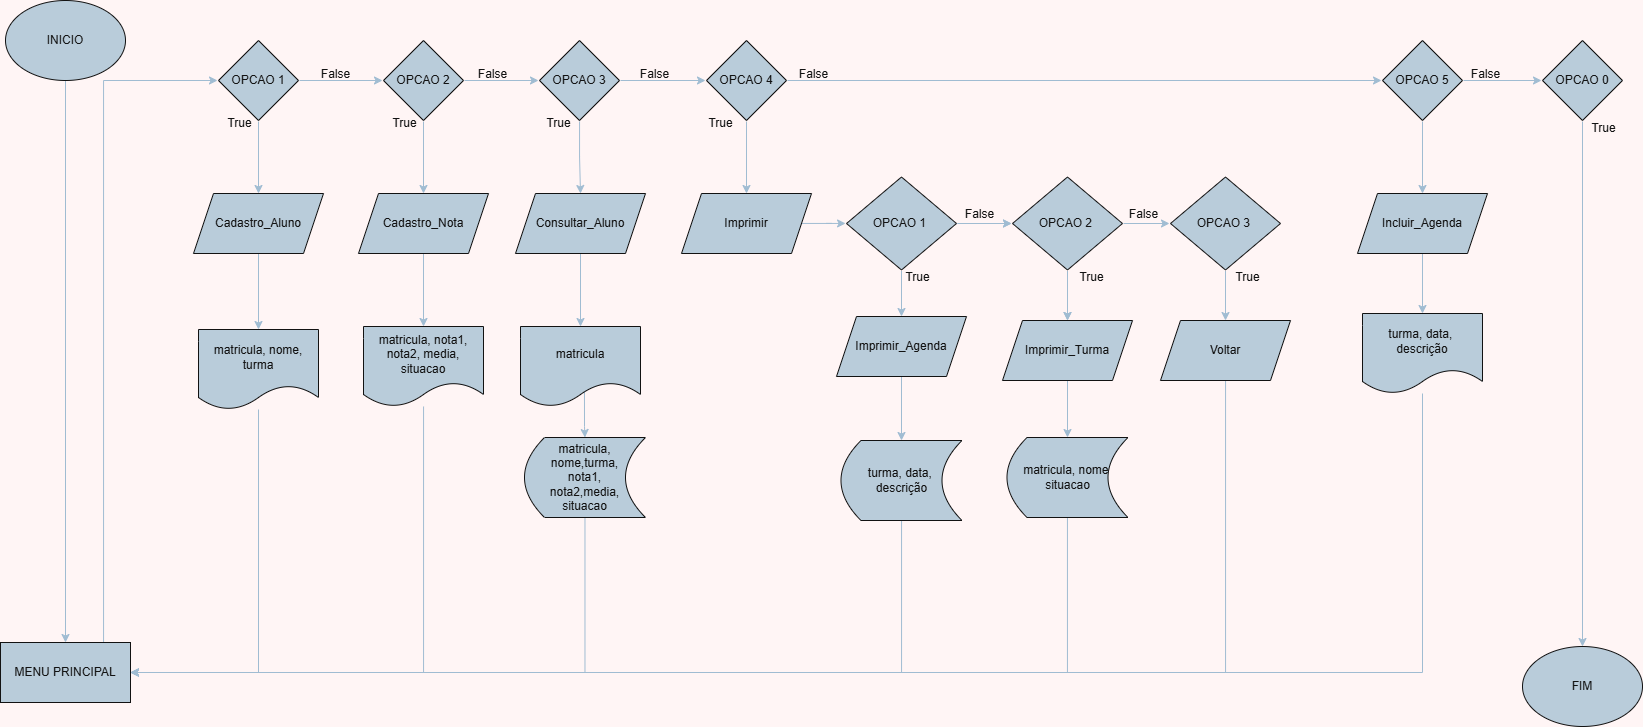 INICIO
OPCAO 1
False
OPCAO 2
False
OPCAO 3
False
OPCAO 4
False
OPCAO 5
False
OPCAO 0
True
True
True
True
True
Cadastro_Aluno
Cadastro_Nota
Consultar_Aluno
Imprimir
OPCAO 1
False
OPCAO 2
False
OPCAO 3
Incluir_Agenda
True
True
True
matricula, nome,
turma
matricula, nota1,
nota2, media,
situacao
matricula
Imprimir_Agenda
Imprimir_Turma
Voltar
turma, data,
descrição
matricula,
nome,turma,
nota1,
nota2,media,
situacao
turma, data,
descrição
matricula, nome
situacao
MENU PRINCIPAL
FIM